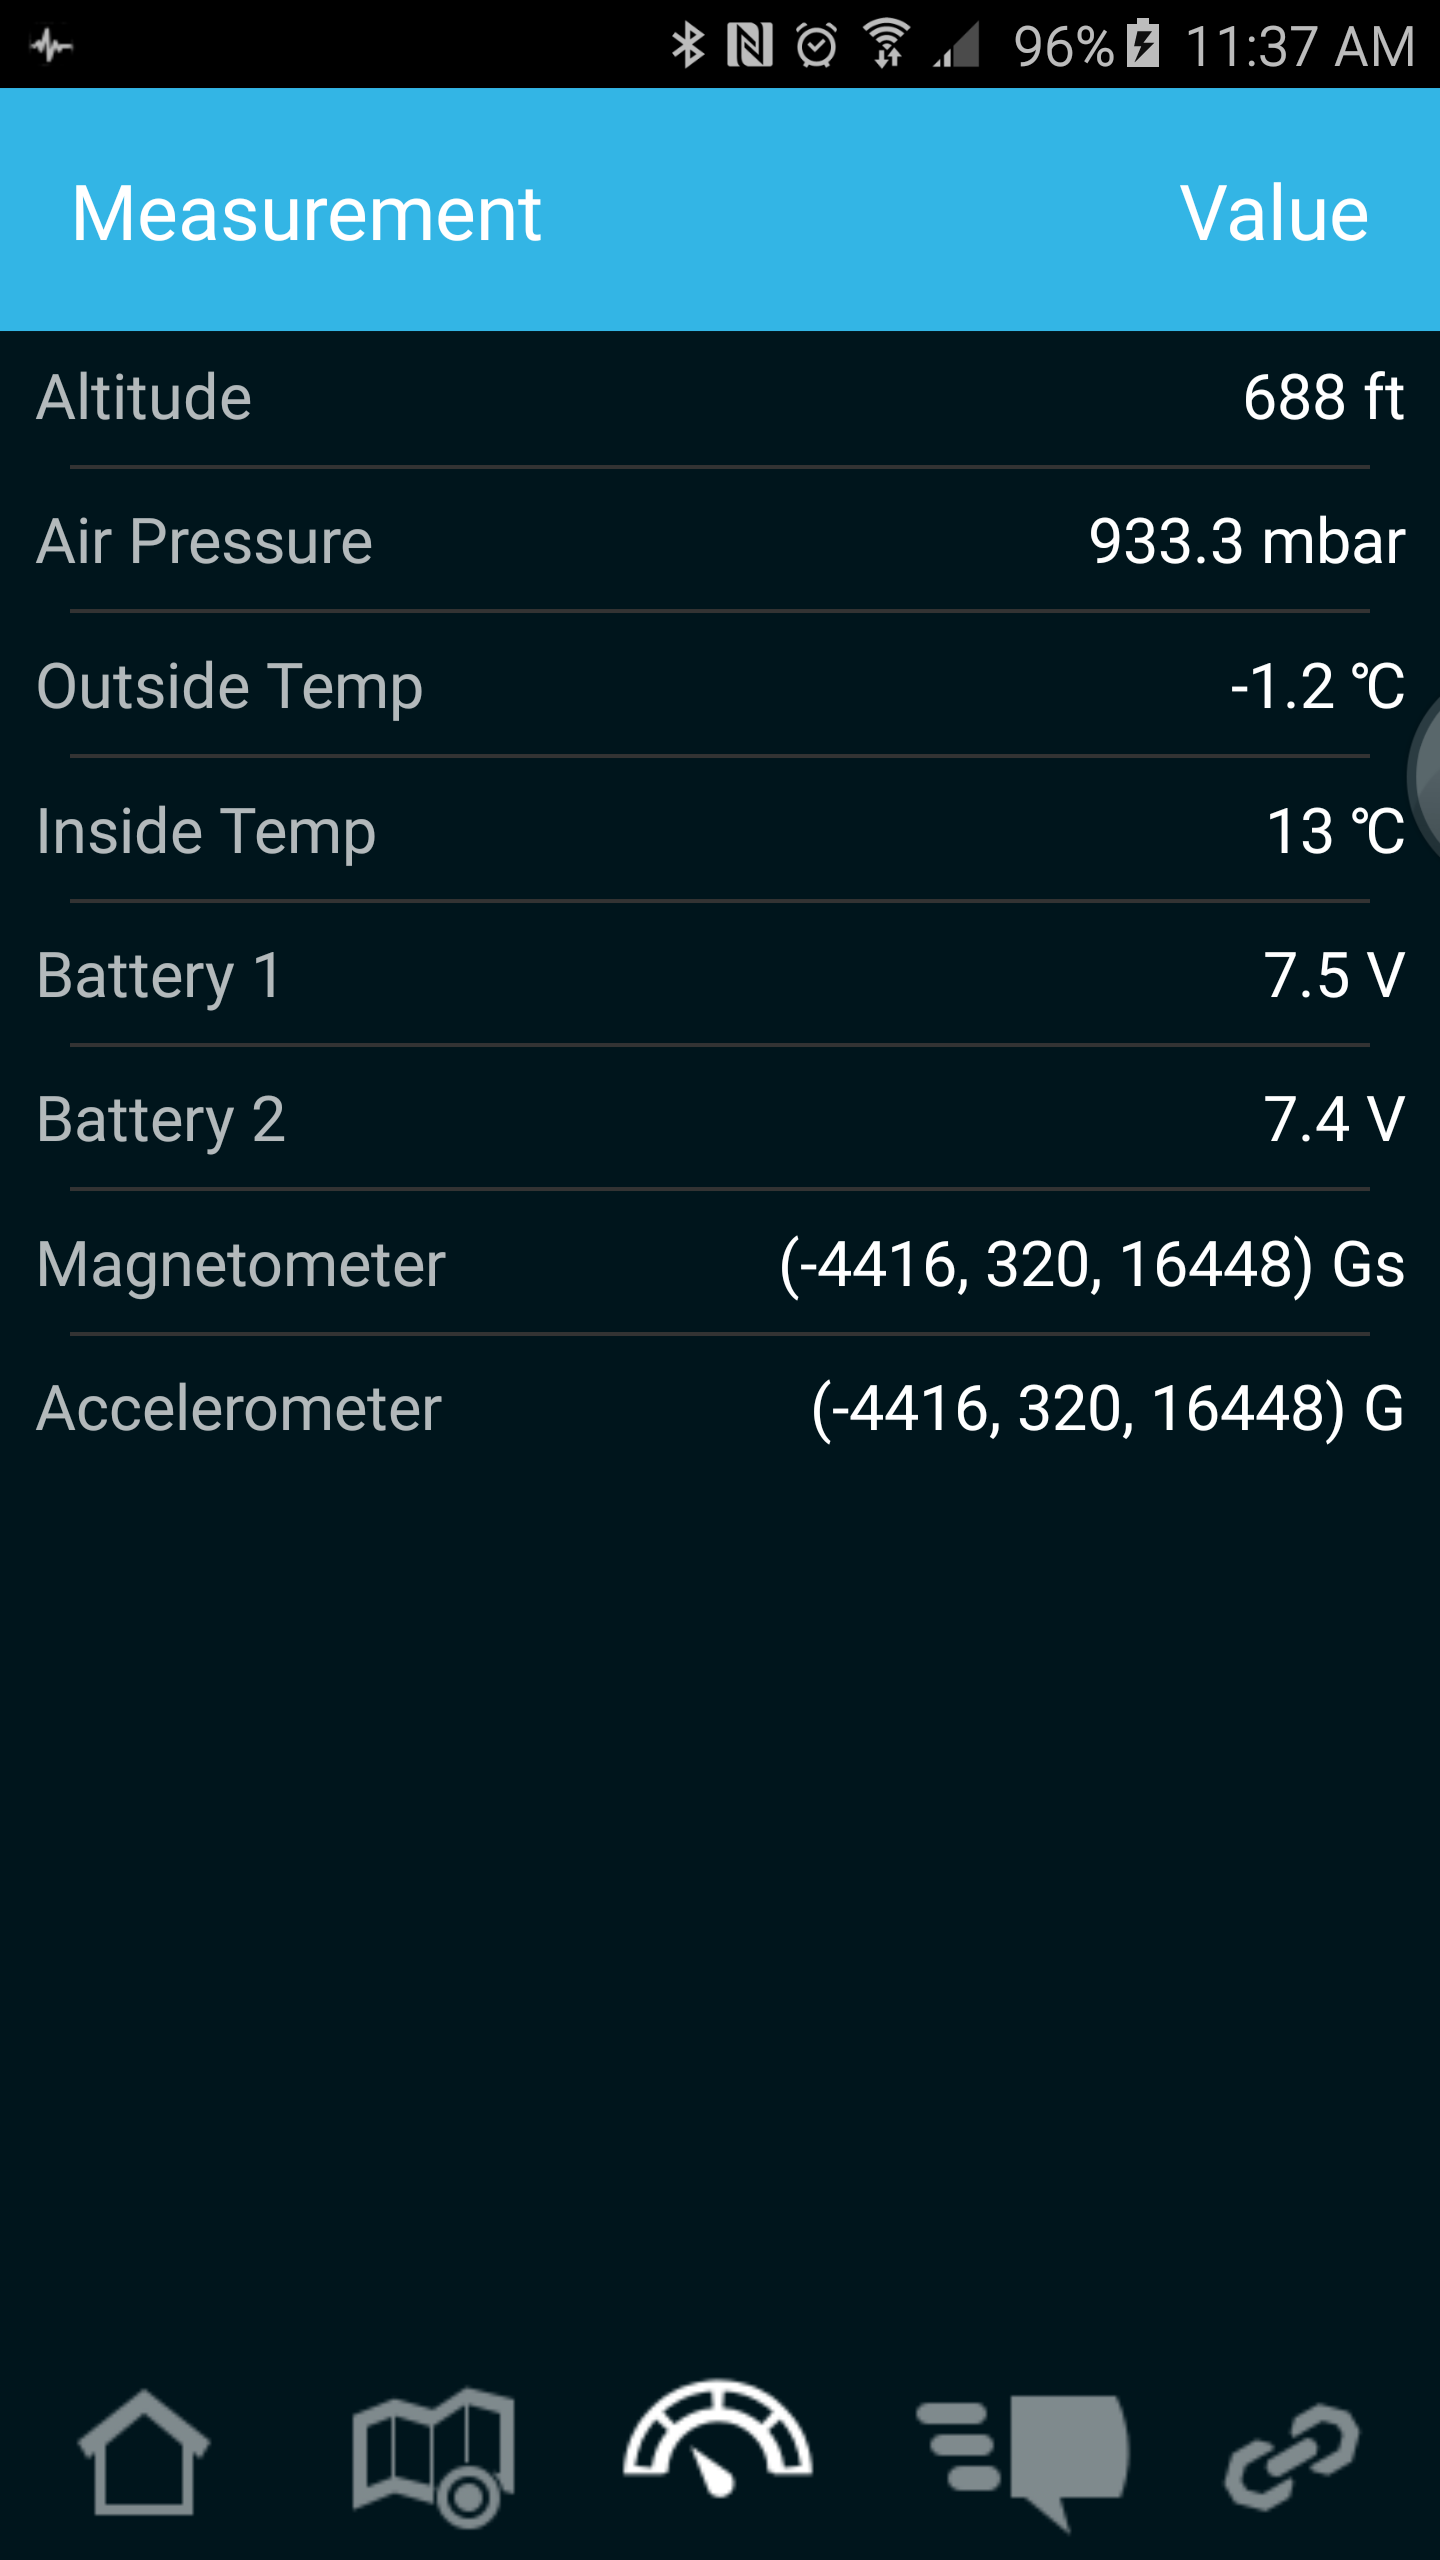 96% 11:37 AM
Measurement Value
Altitude 688 ft
Air Pressure 933.3 mbar
Outside Temp -1.2 °C
Inside Temp 13 °C
Battery 1 7.5 V
Battery 2 7.4 V
Magnetometer (-4416, 320, 16448) Gs
Accelerometer (-4416, 320, 16448) G